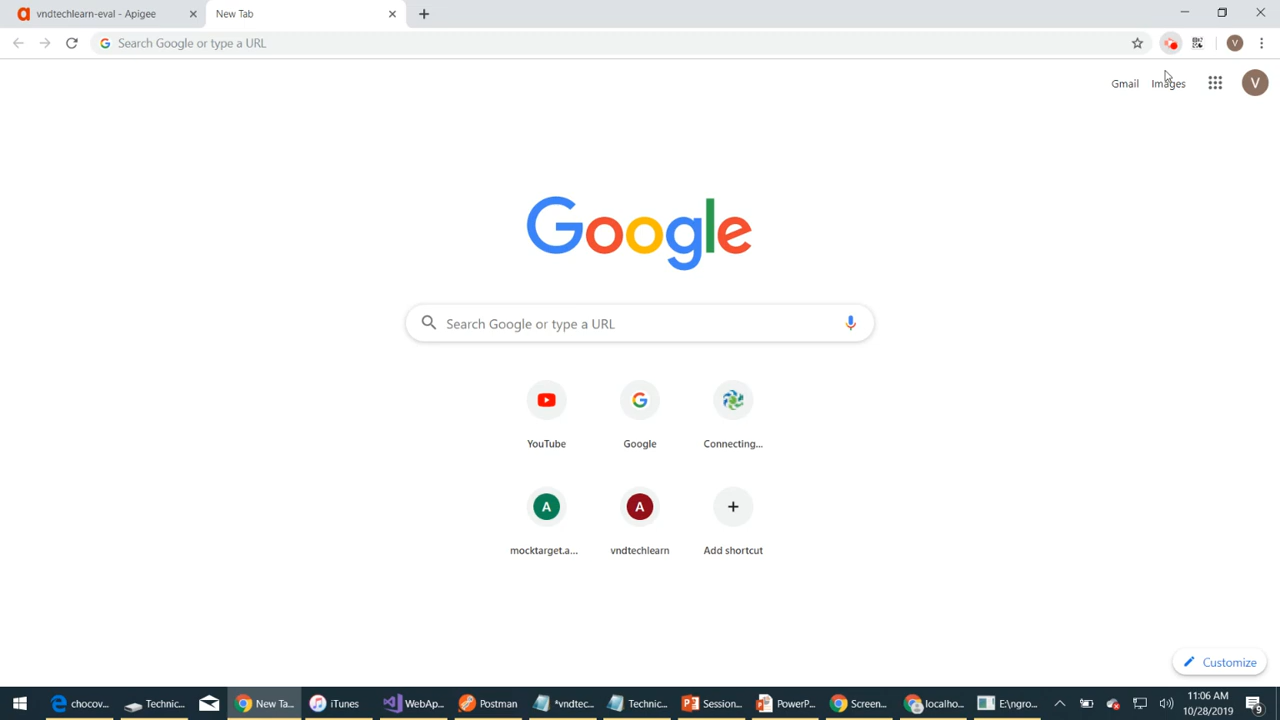 vndtechlearn-eval - Apigee
New Tab
Search Google or type a URL
V
Gmail
Images
V
Google
Search Google or type a URL
YouTube
Google
Connecting...
A
A
mocktarget.a...
vndtechlearn
Add shortcut
Customize
chocov...
Technic...
New Ta...
iTunes
WebAp...
Postman
*vndtec...
Technic...
Session...
PowerP...
Screen...
localho...
E:\ngro...
11:06 AM
10/28/2019
9